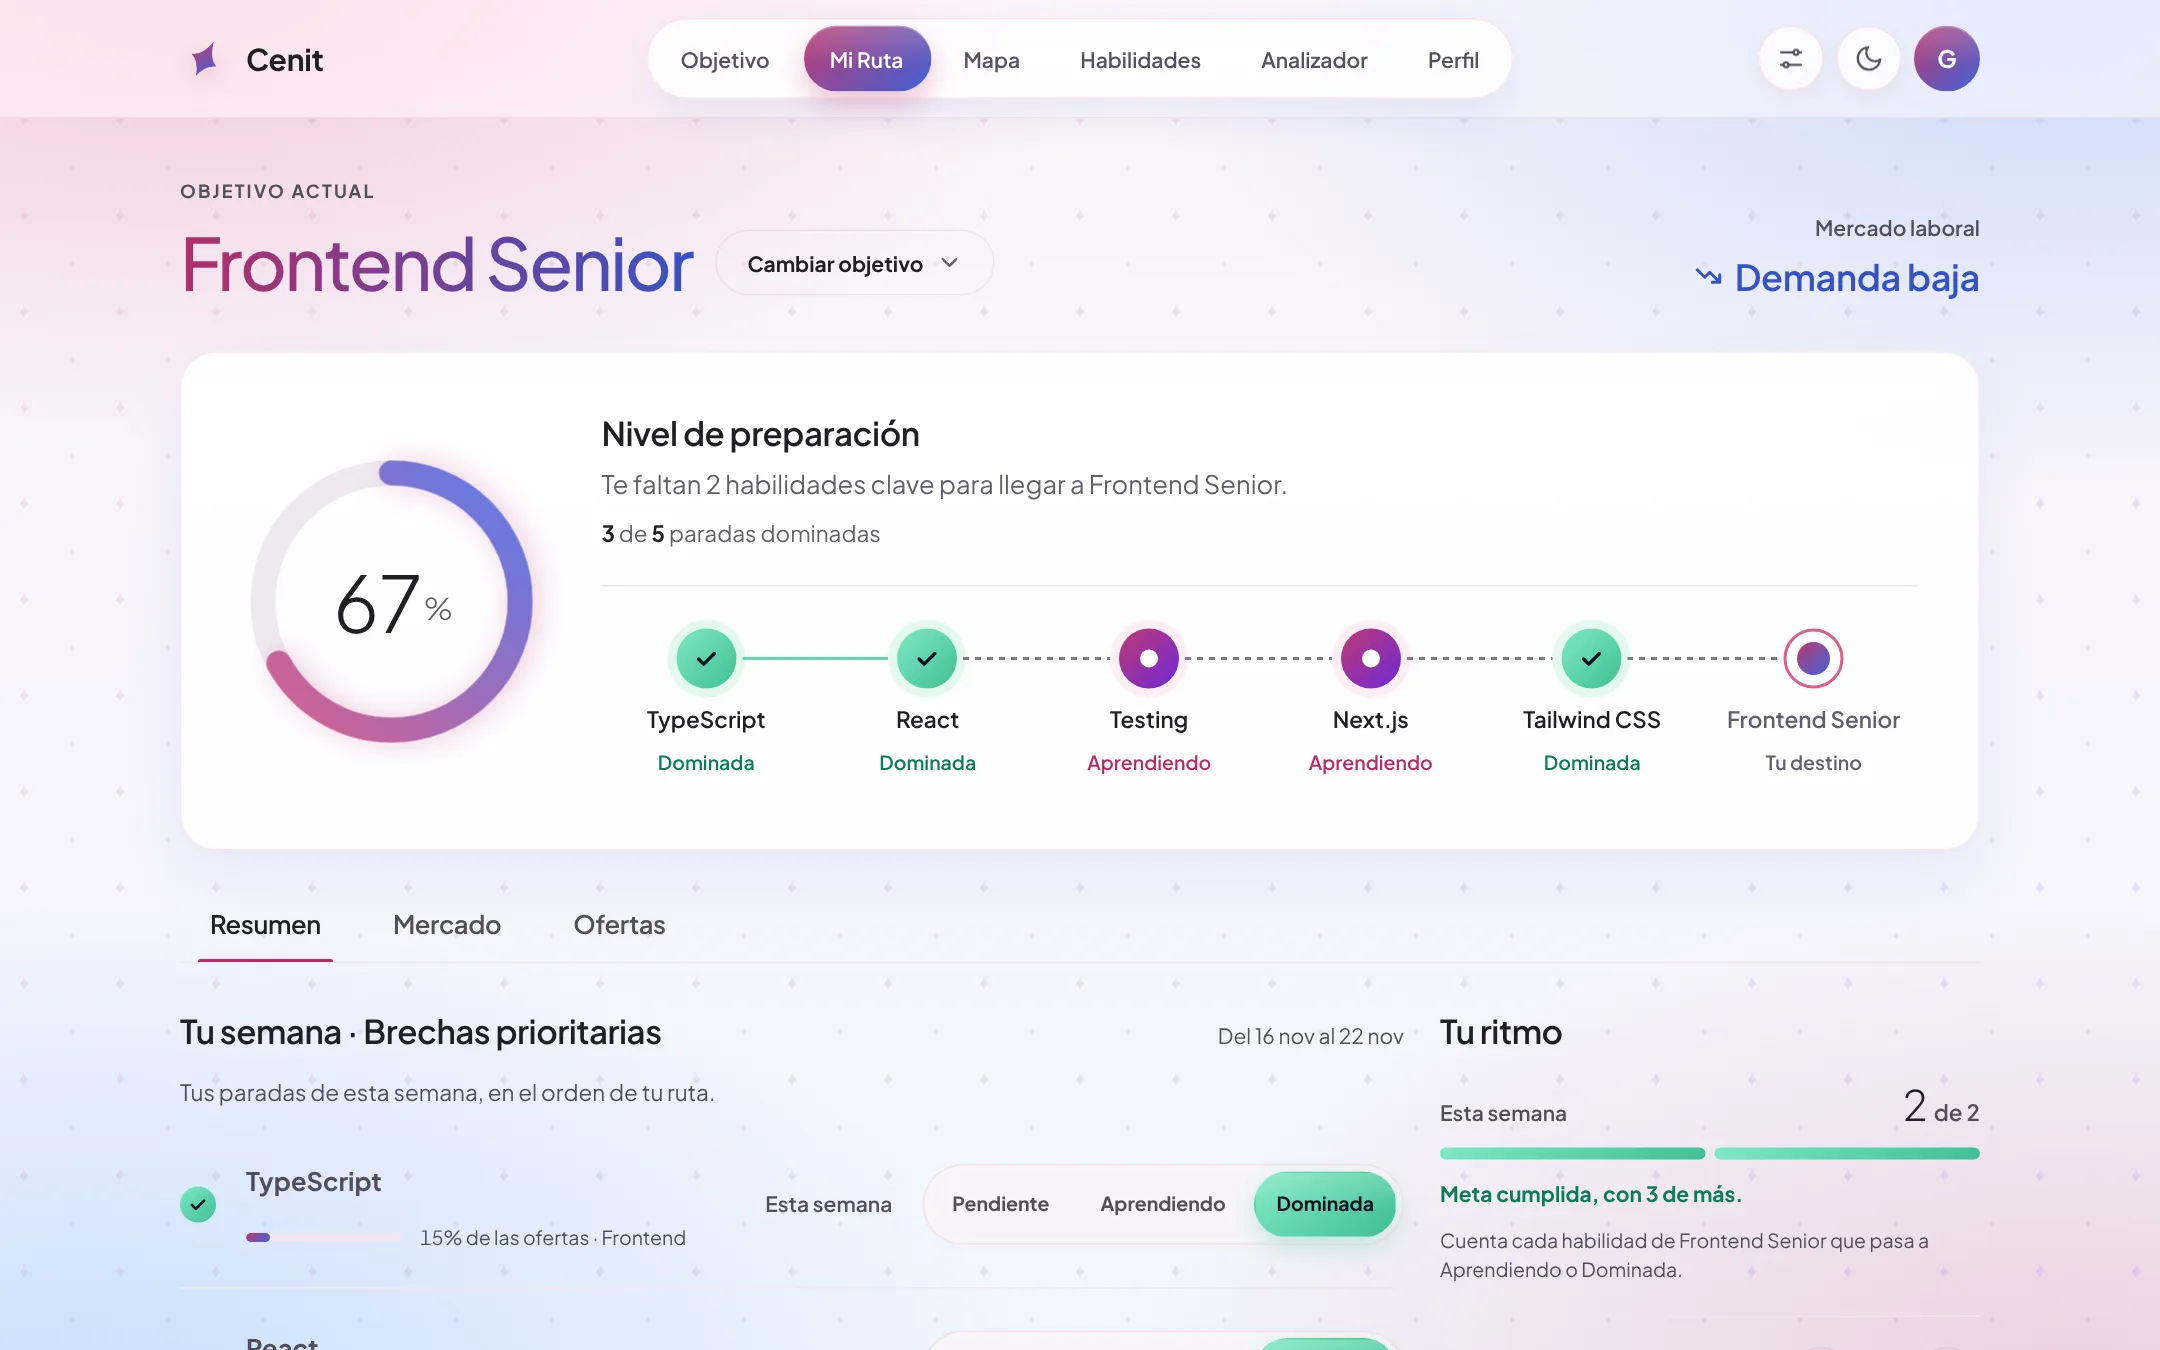 Cenit
Objetivo
Mi Ruta
Mapa
Habilidades
Analizador
Perfil
G
OBJETIVO ACTUAL
Frontend Senior
Cambiar objetivo
Mercado laboral
Demanda baja
67 %
Nivel de preparación
Te faltan 2 habilidades clave para llegar a Frontend Senior.
3 de 5 paradas dominadas
TypeScript
Dominada
React
Dominada
Testing
Aprendiendo
Next.js
Aprendiendo
Tailwind CSS
Dominada
Frontend Senior
Tu destino
Resumen
Mercado
Ofertas
Tu semana · Brechas prioritarias
Del 16 nov al 22 nov
Tus paradas de esta semana, en el orden de tu ruta.
TypeScript
15% de las ofertas · Frontend
Esta semana
Pendiente
Aprendiendo
Dominada
React
Tu ritmo
Esta semana
2 de 2
Meta cumplida, con 3 de más.
Cuenta cada habilidad de Frontend Senior que pasa a
Aprendiendo o Dominada.